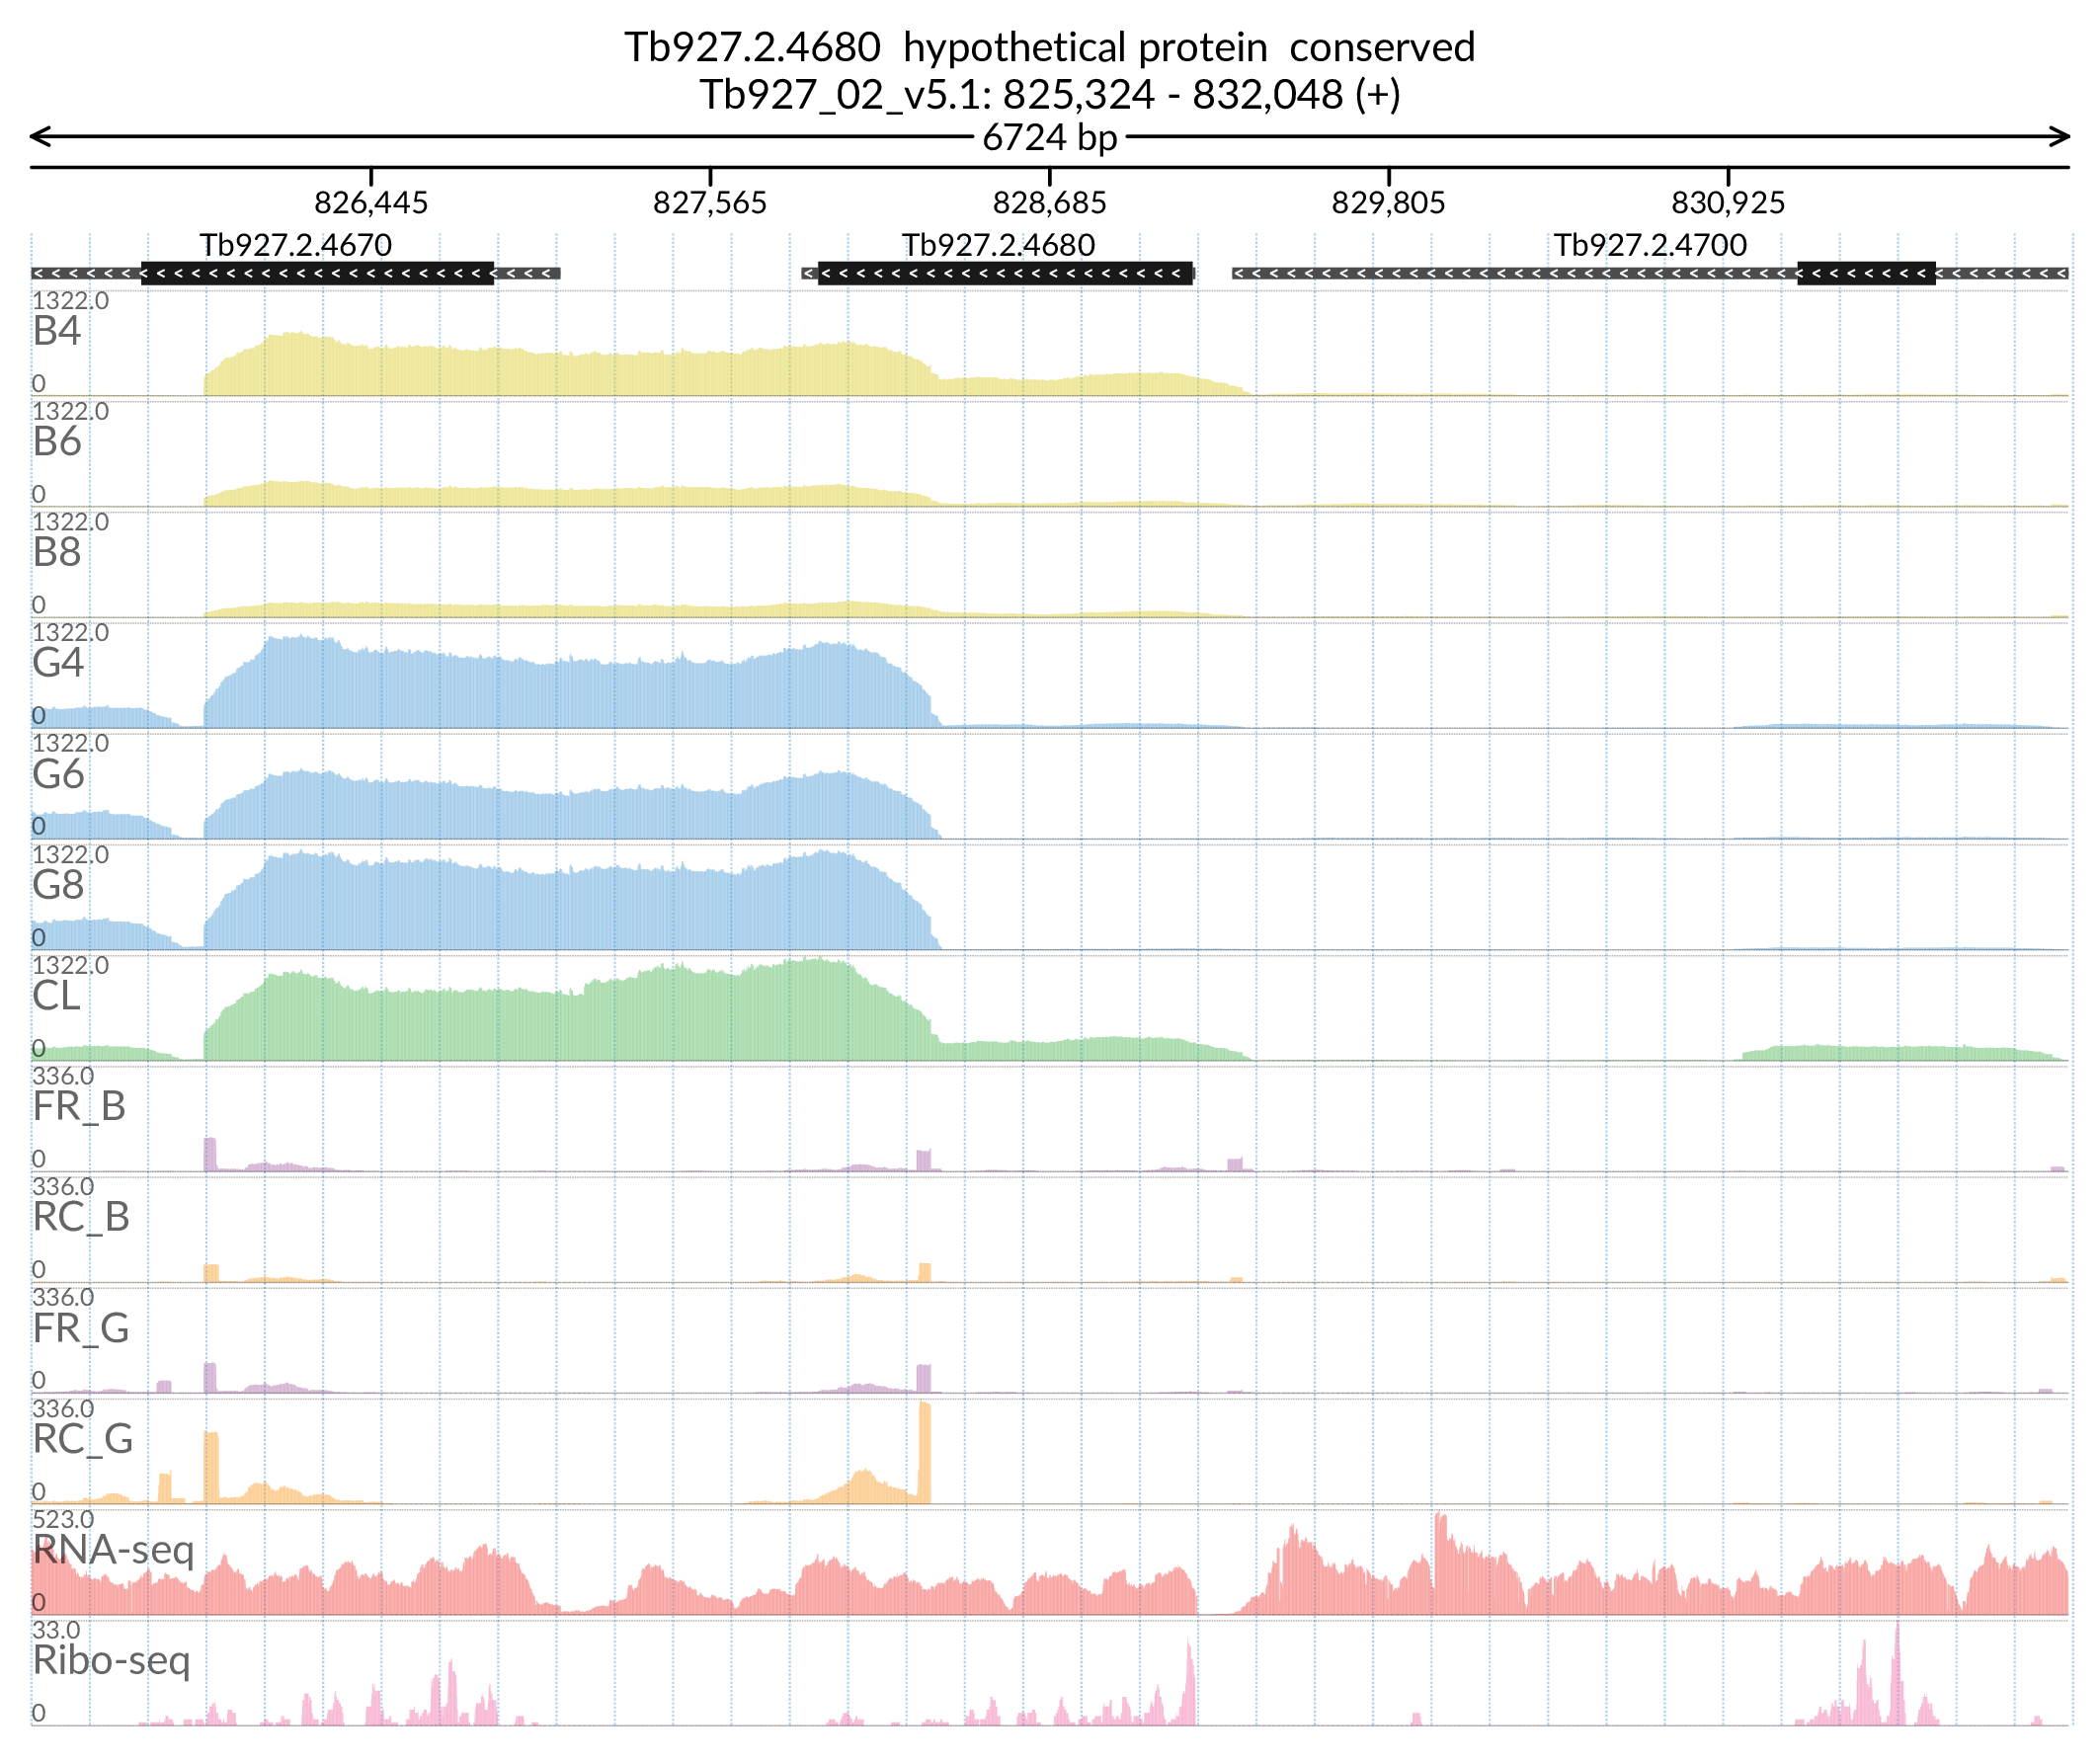 Tb927.2.4680 hypothetical protein conserved
Tb927_02_v5.1: 825,324 - 832,048 (+)
6724 bp
826,445 827,565 828,685 829,805 830,925
Tb927.2.4670 Tb927.2.4680 Tb927.2.4700
1322.0
B4
0
1322.0
B6
0
1322.0
B8
0
1322.0
G4
0
1322.0
G6
0
1322.0
G8
0
1322.0
CL
0
336.0
FR_B
0
336.0
RC_B
0
336.0
FR_G
0
336.0
RC_G
0
523.0
RNA-seq
0
33.0
Ribo-seq
0